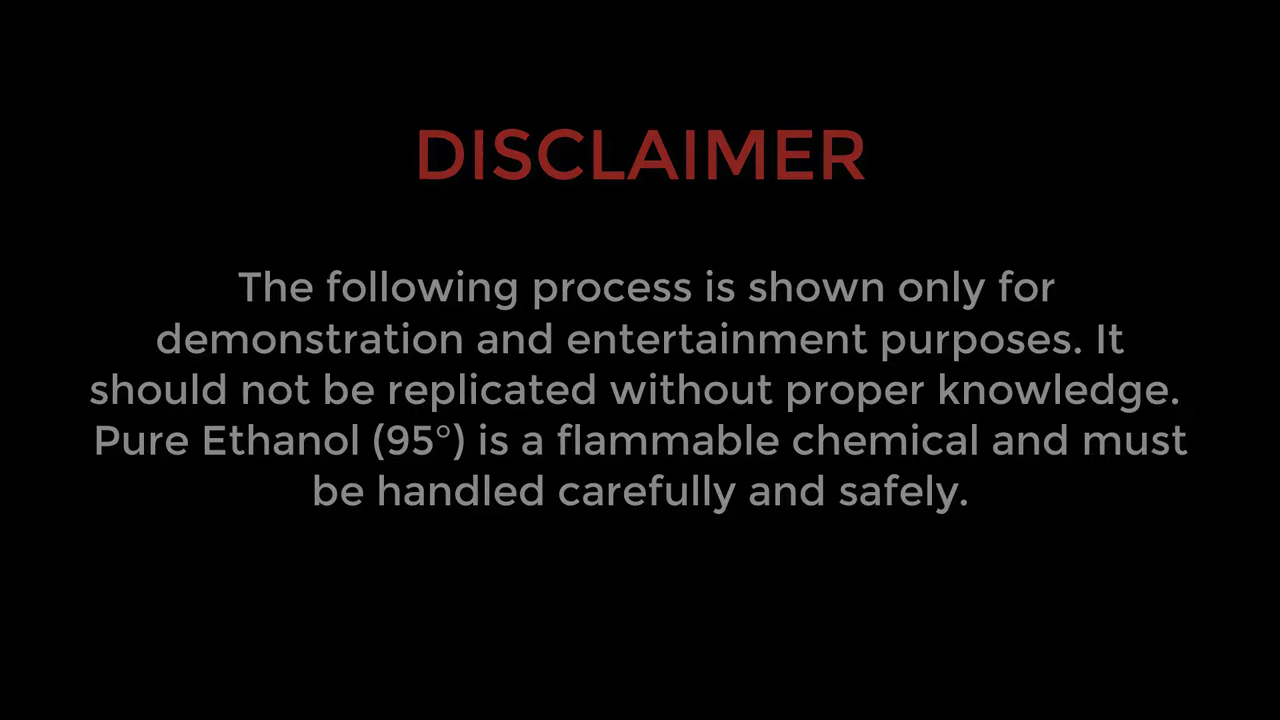 DISCLAIMER
The following process is shown only for
demonstration and entertainment purposes. It
should not be replicated without proper knowledge.
Pure Ethanol (95°) is a flammable chemical and must
be handled carefully and safely.